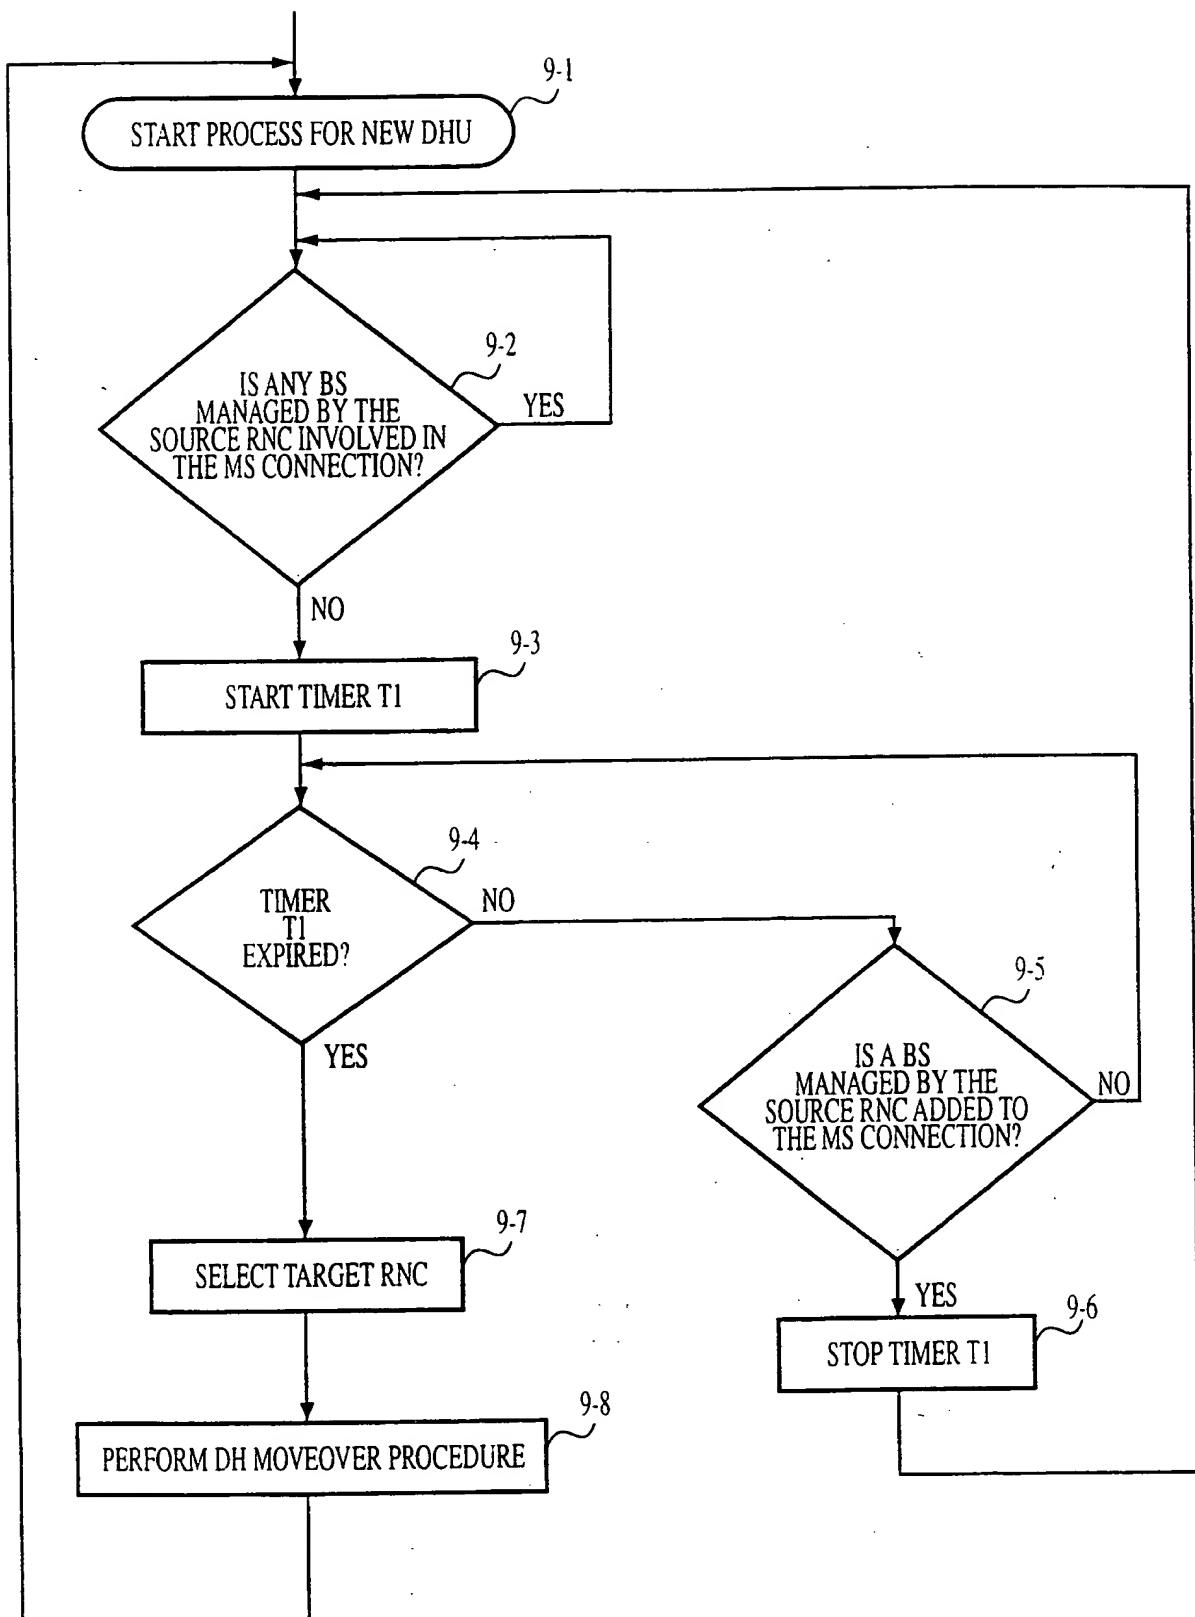 9-1
START PROCESS FOR NEW DHU
9-2
IS ANY BS
MANAGED BY THE
SOURCE RNC INVOLVED IN
THE MS CONNECTION?
YES
NO
9-3
START TIMER T1
9-4
TIMER
T1
EXPIRED?
NO
YES
9-5
IS A BS
MANAGED BY THE
SOURCE RNC ADDED TO
THE MS CONNECTION?
NO
YES
9-6
STOP TIMER T1
9-7
SELECT TARGET RNC
9-8
PERFORM DH MOVEOVER PROCEDURE